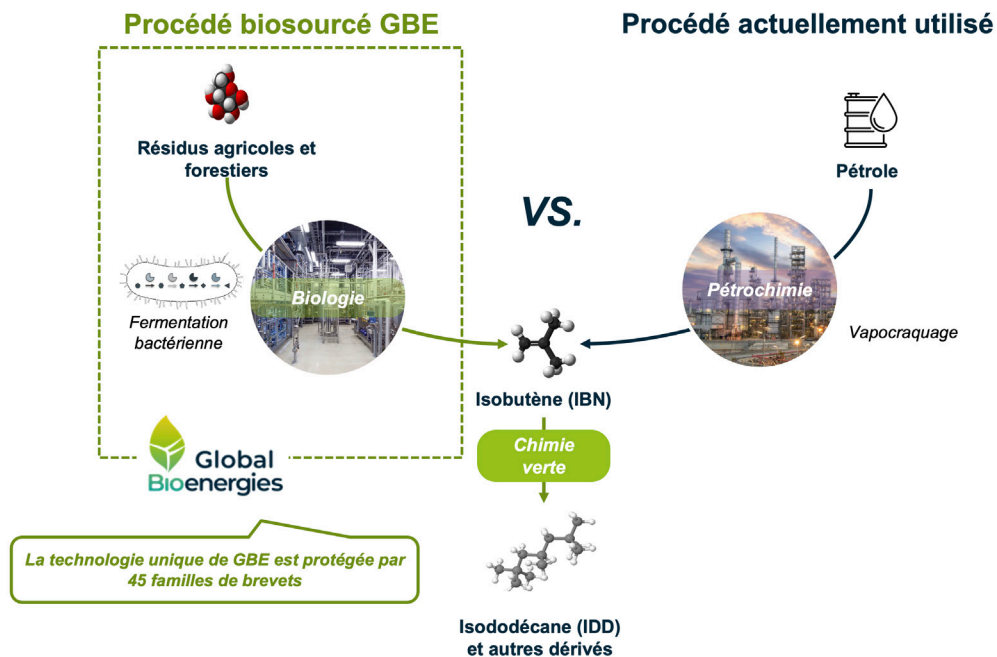 Procédé biosourcé GBE
Procédé actuellement utilisé
Résidus agricoles et
forestiers
Pétrole
VS.
Biologie
Pétrochimie
Fermentation
bactérienne
Vapocraquage
Isobutène (IBN)
Chimie
verte
Global
Bioenergies
La technologie unique de GBE est protégée par
45 familles de brevets
Isododécane (IDD)
et autres dérivés